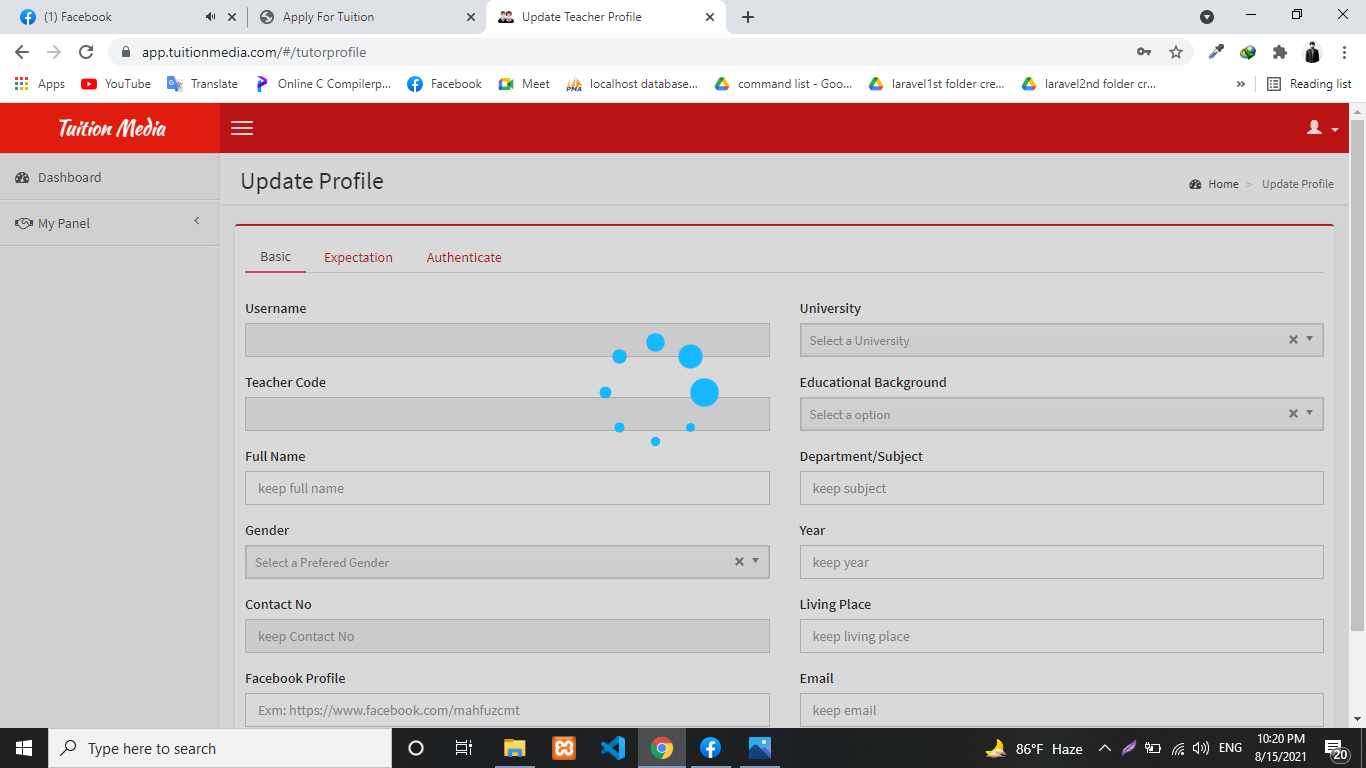 (1) Facebook
Apply For Tuition
Update Teacher Profile
app.tuitionmedia.com/#/tutorprofile
Apps
YouTube
Translate
Online C Compilerp...
Facebook
Meet
localhost database...
command list - Goo...
laravel1st folder cre...
laravel2nd folder cr...
»
Reading list
Tuition Media
Dashboard
My Panel
Update Profile
Home > Update Profile
Basic
Expectation
Authenticate
Username
University
Select a University
Teacher Code
Educational Background
Select a option
Full Name
keep full name
Department/Subject
keep subject
Gender
Select a Prefered Gender
Year
keep year
Contact No
keep Contact No
Living Place
keep living place
Facebook Profile
Exm: https://www.facebook.com/mahfuzcmt
Email
keep email
Type here to search
86°F Haze
ENG
10:20 PM
8/15/2021
20